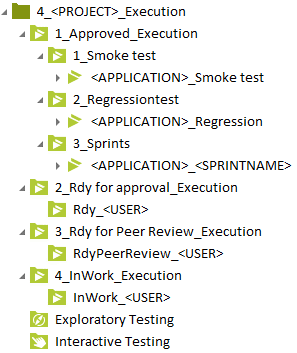 4_<PROJECT>_Execution
1_Approved_Execution
1_Smoke test
<APPLICATION>_Smoke test
2_Regressiontest
<APPLICATION>_Regression
3_Sprints
<APPLICATION>_<SPRINTNAME>
2_Rdy for approval_Execution
Rdy_<USER>
3_Rdy for Peer Review_Execution
RdyPeerReview_<USER>
4_InWork_Execution
InWork_<USER>
Exploratory Testing
Interactive Testing